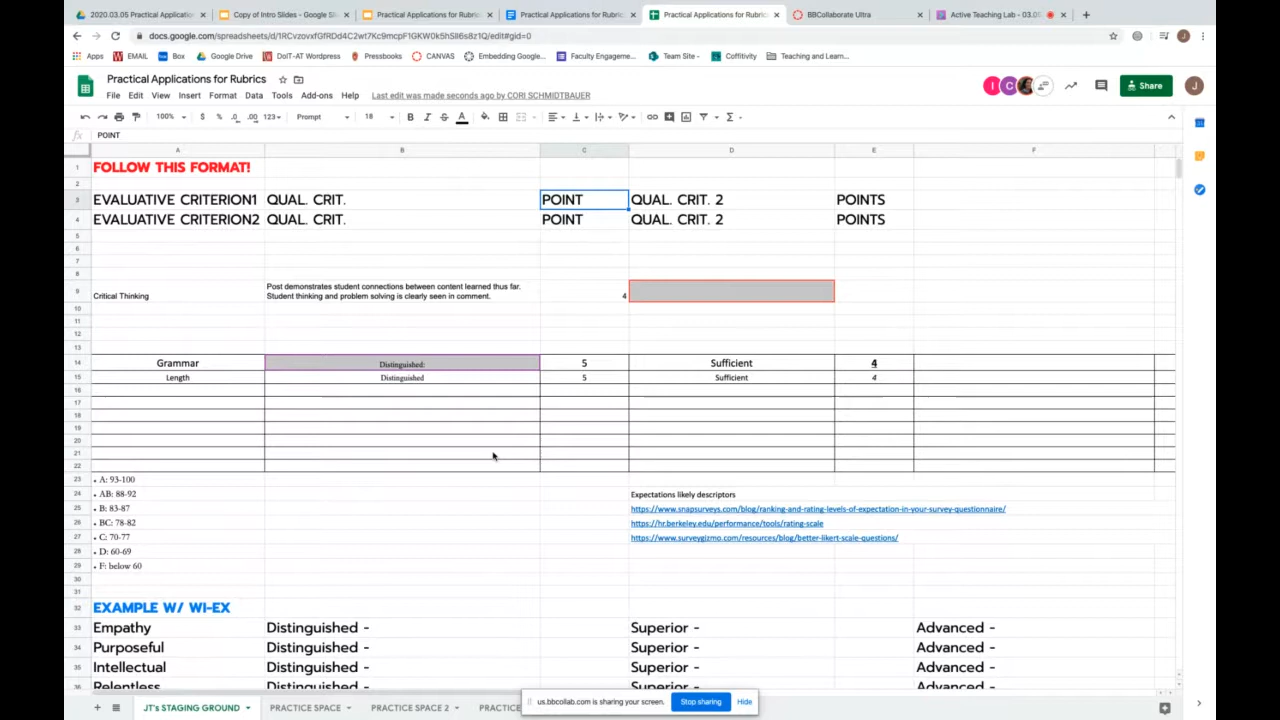 2020.03.05 Practical Application
Copy of Intro Slides - Google Sl
Practical Applications for Rubric
Practical Applications for Rubric
Practical Applications for Rubric
BBCollaborate Ultra
Active Teaching Lab - 03.0
docs.google.com/spreadsheets/d/1RCvzovxfGfRDd4C2wt7Kc9mcpF1GKW0k5hSlI6s8z1Q/edit#gid=0
Apps
EMAIL
Box
Google Drive
DoIT-AT Wordpress
Pressbooks
CANVAS
Embedding Google...
Faculty Engageme...
Team Site -
Coffitivity
Teaching and Learn...
Practical Applications for Rubrics
File Edit View Insert Format Data Tools Add-ons Help Last edit was made seconds ago by CORI SCHMIDTBAUER
I C
Share
J
100% $ % .0 .00 123 Prompt 18 B I S A
fx POINT
A B C D E F
1 FOLLOW THIS FORMAT!
2
3 EVALUATIVE CRITERION1 QUAL. CRIT. POINT QUAL. CRIT. 2 POINTS
4 EVALUATIVE CRITERION2 QUAL. CRIT. POINT QUAL. CRIT. 2 POINTS
5
6
7
8
Post demonstrates student connections between content learned thus far.
9 Critical Thinking Student thinking and problem solving is clearly seen in comment. 4
10
11
12
13
14 Grammar Distinguished: 5 Sufficient 4
15 Length Distinguished 5 Sufficient 4
16
17
18
19
20
21
22
23 • A: 93-100
24 • AB: 88-92 Expectations likely descriptors
25 • B: 83-87 https://www.snapsurveys.com/blog/ranking-and-rating-levels-of-expectation-in-your-survey-questionnaire/
26 • BC: 78-82 https://hr.berkeley.edu/performance/tools/rating-scale
27 • C: 70-77 https://www.surveygizmo.com/resources/blog/better-likert-scale-questions/
28 • D: 60-69
29 • F: below 60
30
31
32 EXAMPLE W/ WI-EX
33 Empathy Distinguished - Superior - Advanced -
34 Purposeful Distinguished - Superior - Advanced -
35 Intellectual Distinguished - Superior - Advanced -
36 Relentless Distinguished - Superior - Advanced -
us.bbcollab.com is sharing your screen. Stop sharing Hide
JT's STAGING GROUND PRACTICE SPACE PRACTICE SPACE 2 PRACTICE